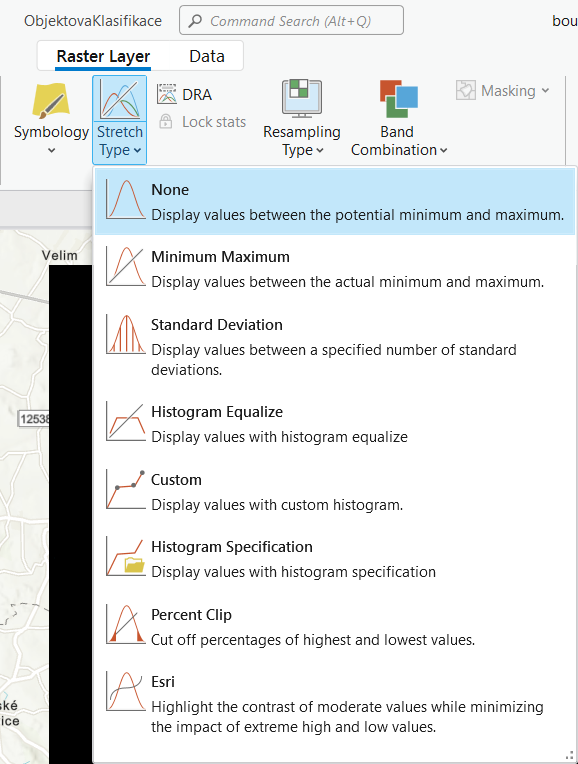 ObjektovaKlasifikace
Command Search (Alt+Q)
bou
Raster Layer
Data
Symbology
Stretch
Type
DRA
Lock stats
Resampling
Type
Band
Combination
Masking
None
Display values between the potential minimum and maximum.
Minimum Maximum
Display values between the actual minimum and maximum.
Standard Deviation
Display values between a specified number of standard
deviations.
Histogram Equalize
Display values with histogram equalize
Custom
Display values with custom histogram.
Histogram Specification
Display values with histogram specification
Percent Clip
Cut off percentages of highest and lowest values.
Esri
Highlight the contrast of moderate values while minimizing
the impact of extreme high and low values.
Velim
12538
ské
vice